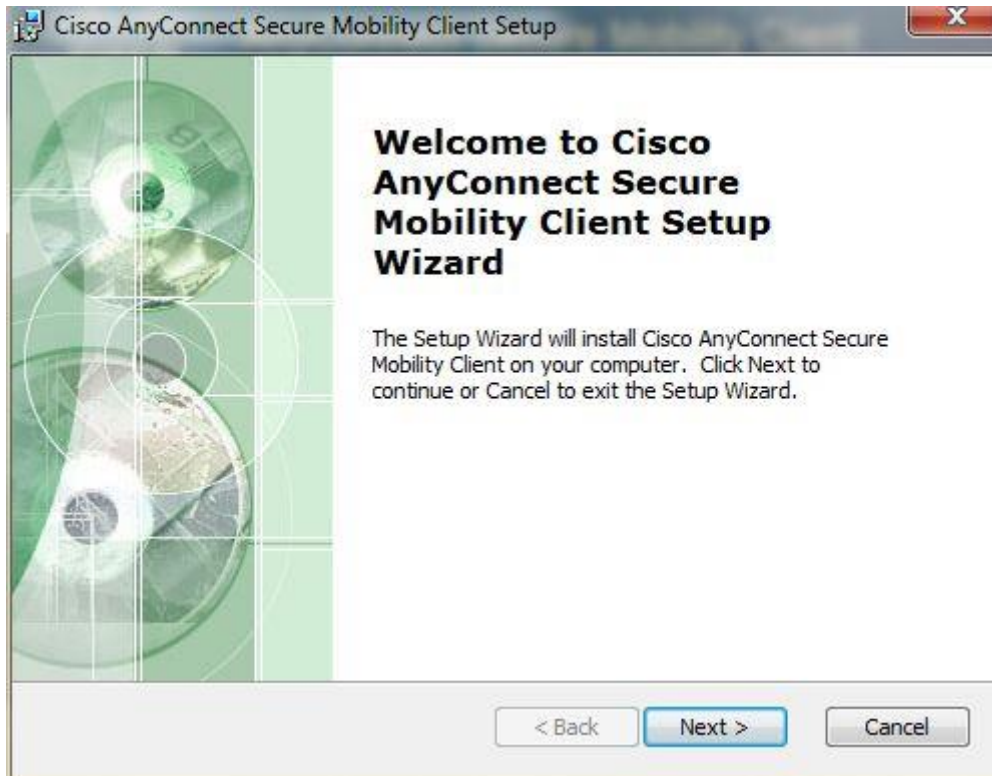 Cisco AnyConnect Secure Mobility Client Setup
X
Welcome to Cisco
AnyConnect Secure
Mobility Client Setup
Wizard
The Setup Wizard will install Cisco AnyConnect Secure
Mobility Client on your computer. Click Next to
continue or Cancel to exit the Setup Wizard.
< Back
Next >
Cancel